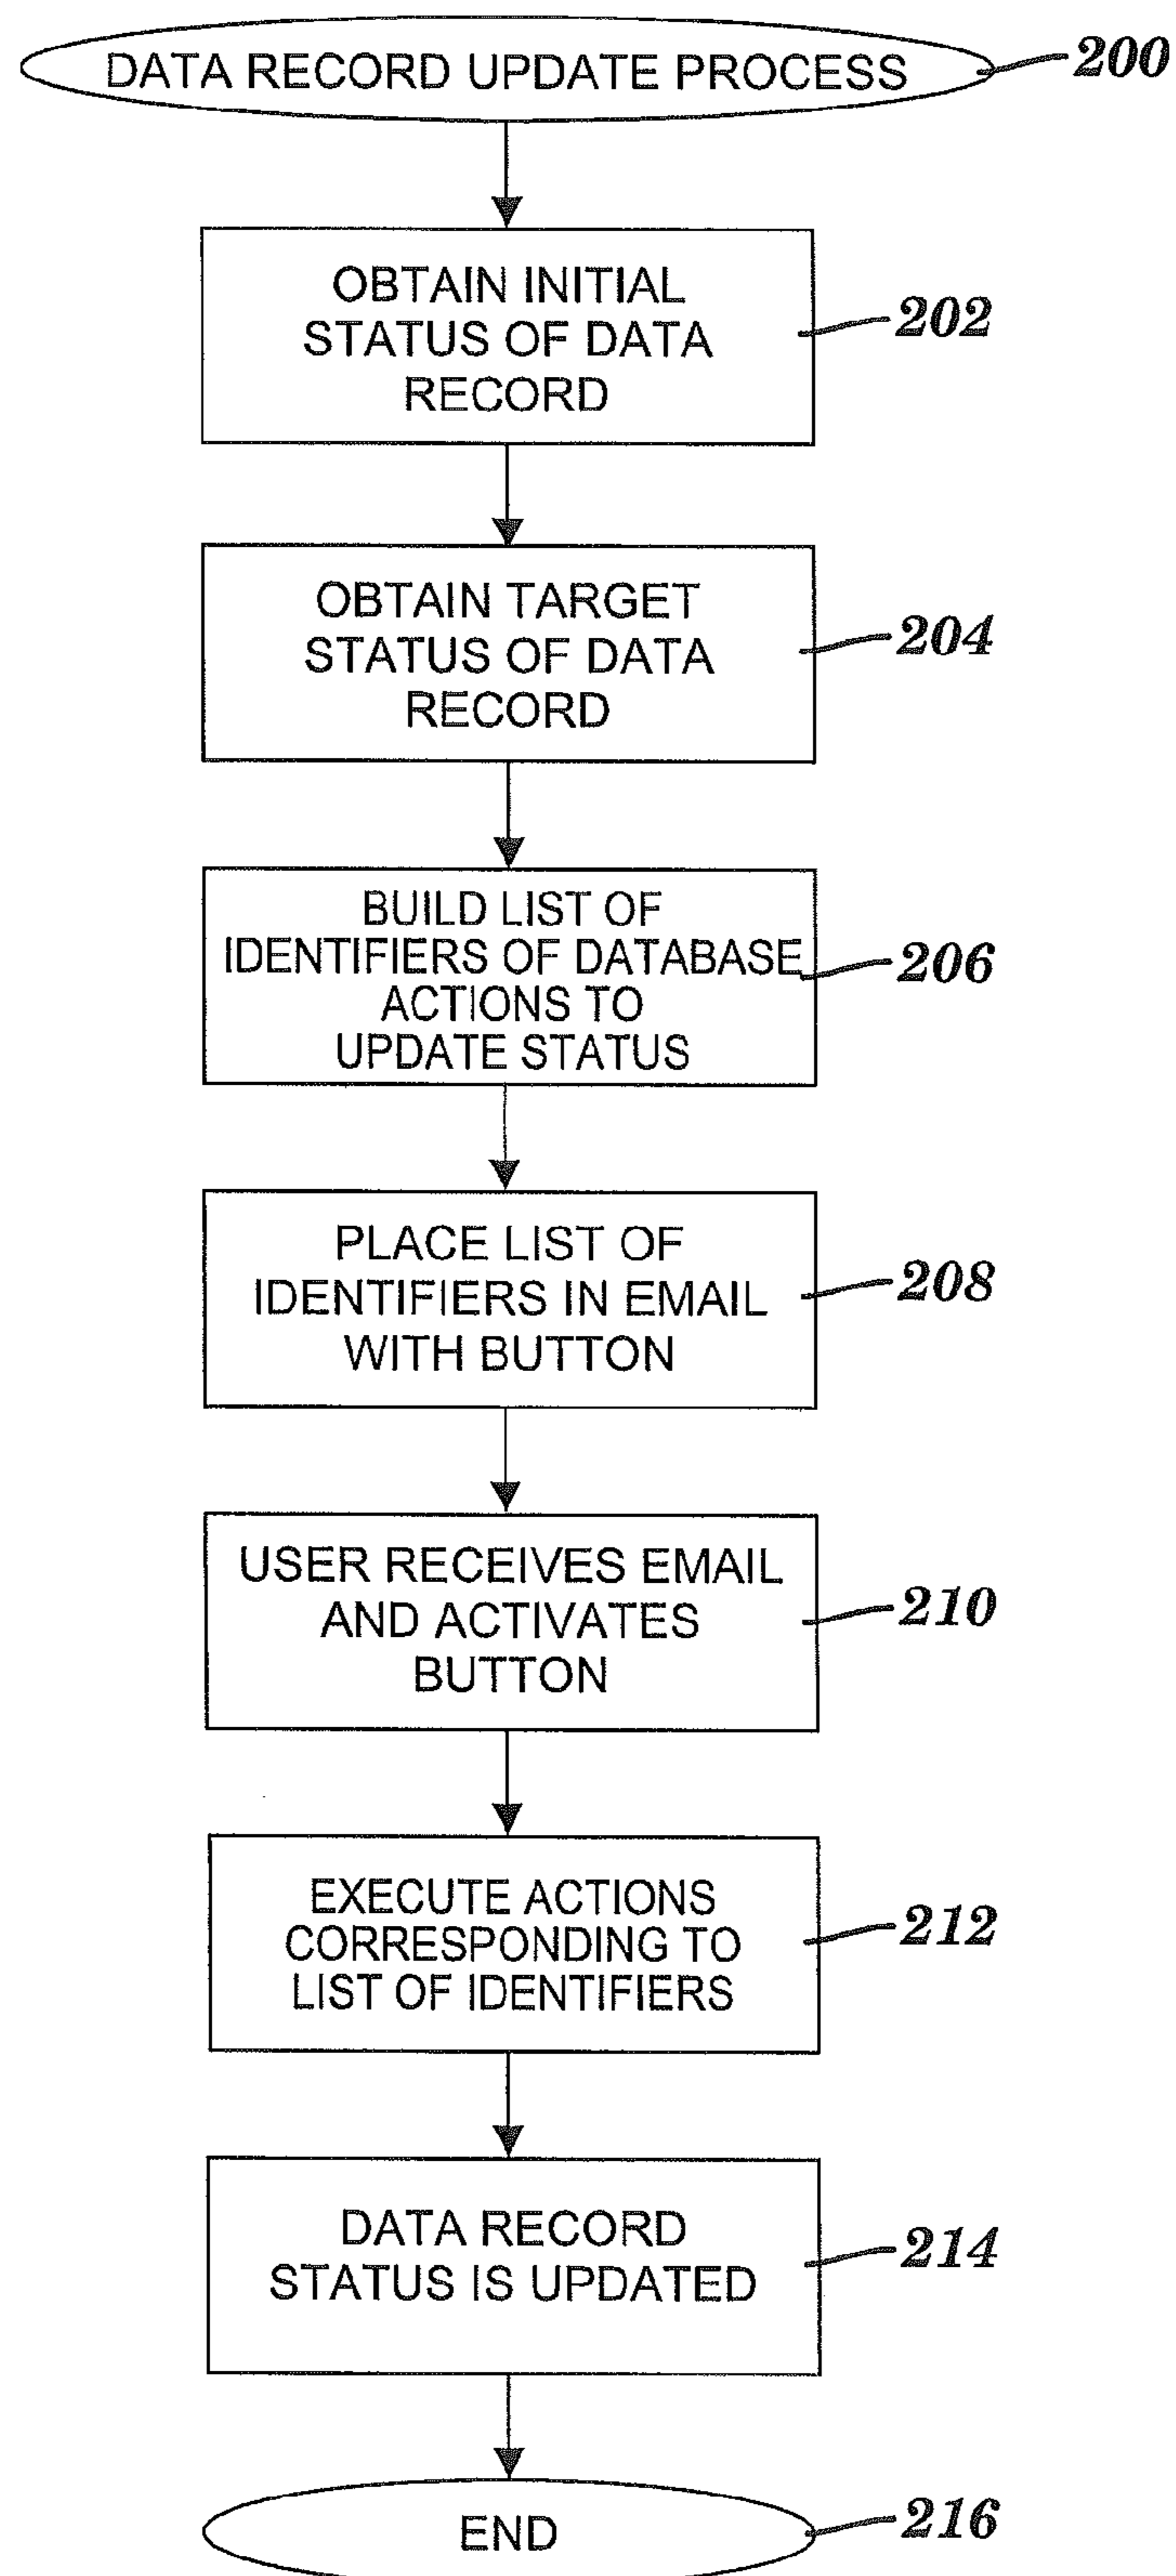 DATA RECORD UPDATE PROCESS
200
OBTAIN INITIAL
STATUS OF DATA
RECORD
202
OBTAIN TARGET
STATUS OF DATA
RECORD
204
BUILD LIST OF
IDENTIFIERS OF DATABASE
ACTIONS TO
UPDATE STATUS
206
PLACE LIST OF
IDENTIFIERS IN EMAIL
WITH BUTTON
208
USER RECEIVES EMAIL
AND ACTIVATES
BUTTON
210
EXECUTE ACTIONS
CORRESPONDING TO
LIST OF IDENTIFIERS
212
DATA RECORD
STATUS IS UPDATED
214
END
216